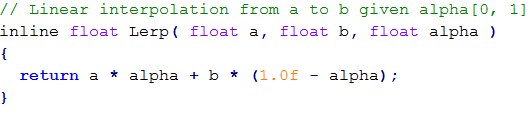 // Linear interpolation from a to b given alpha[0, 1]
inline float Lerp( float a, float b, float alpha )
{
  return a * alpha + b * (1.0f - alpha);
}